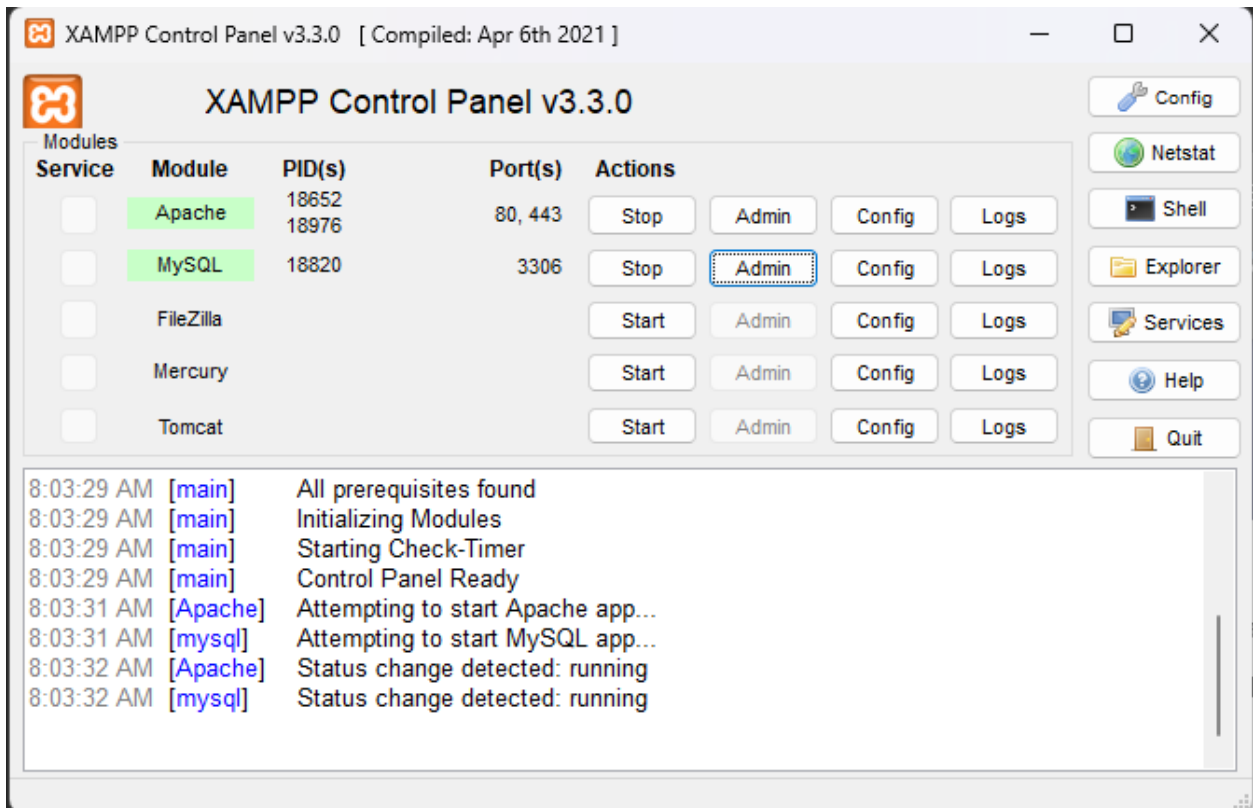 XAMPP Control Panel v3.3.0 [ Compiled: Apr 6th 2021 ]
XAMPP Control Panel v3.3.0
Config
Modules
Service Module PID(s) Port(s) Actions
Netstat
Apache 18652 18976 80, 443 Stop Admin Config Logs
Shell
MySQL 18820 3306 Stop Admin Config Logs
Explorer
FileZilla Start Admin Config Logs
Services
Mercury Start Admin Config Logs
Help
Tomcat Start Admin Config Logs
Quit
8:03:29 AM [main] All prerequisites found
8:03:29 AM [main] Initializing Modules
8:03:29 AM [main] Starting Check-Timer
8:03:29 AM [main] Control Panel Ready
8:03:31 AM [Apache] Attempting to start Apache app...
8:03:31 AM [mysql] Attempting to start MySQL app...
8:03:32 AM [Apache] Status change detected: running
8:03:32 AM [mysql] Status change detected: running